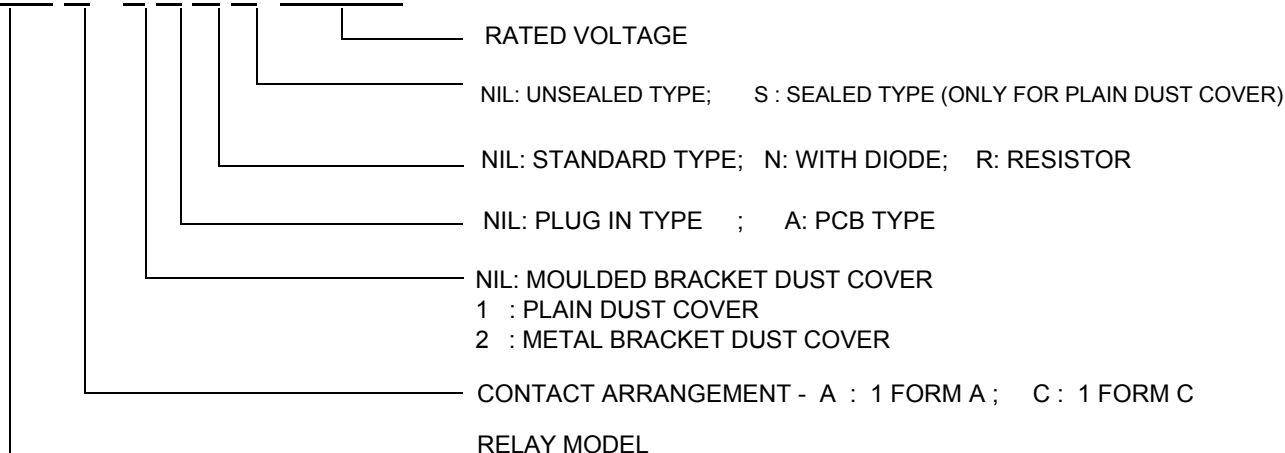 RATED VOLTAGE
NIL: UNSEALED TYPE; S : SEALED TYPE (ONLY FOR PLAIN DUST COVER)
NIL: STANDARD TYPE; N: WITH DIODE; R: RESISTOR
NIL: PLUG IN TYPE ; A: PCB TYPE
NIL: MOULDED BRACKET DUST COVER
1 : PLAIN DUST COVER
2 : METAL BRACKET DUST COVER
CONTACT ARRANGEMENT - A : 1 FORM A ; C : 1 FORM C
RELAY MODEL